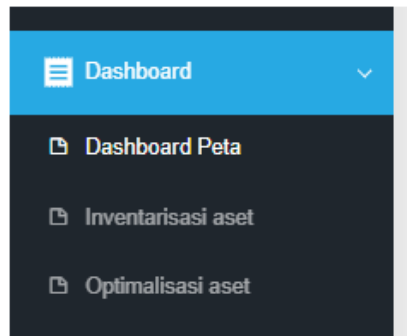 Dashboard
Dashboard Peta
Inventarisasi aset
Optimalisasi aset